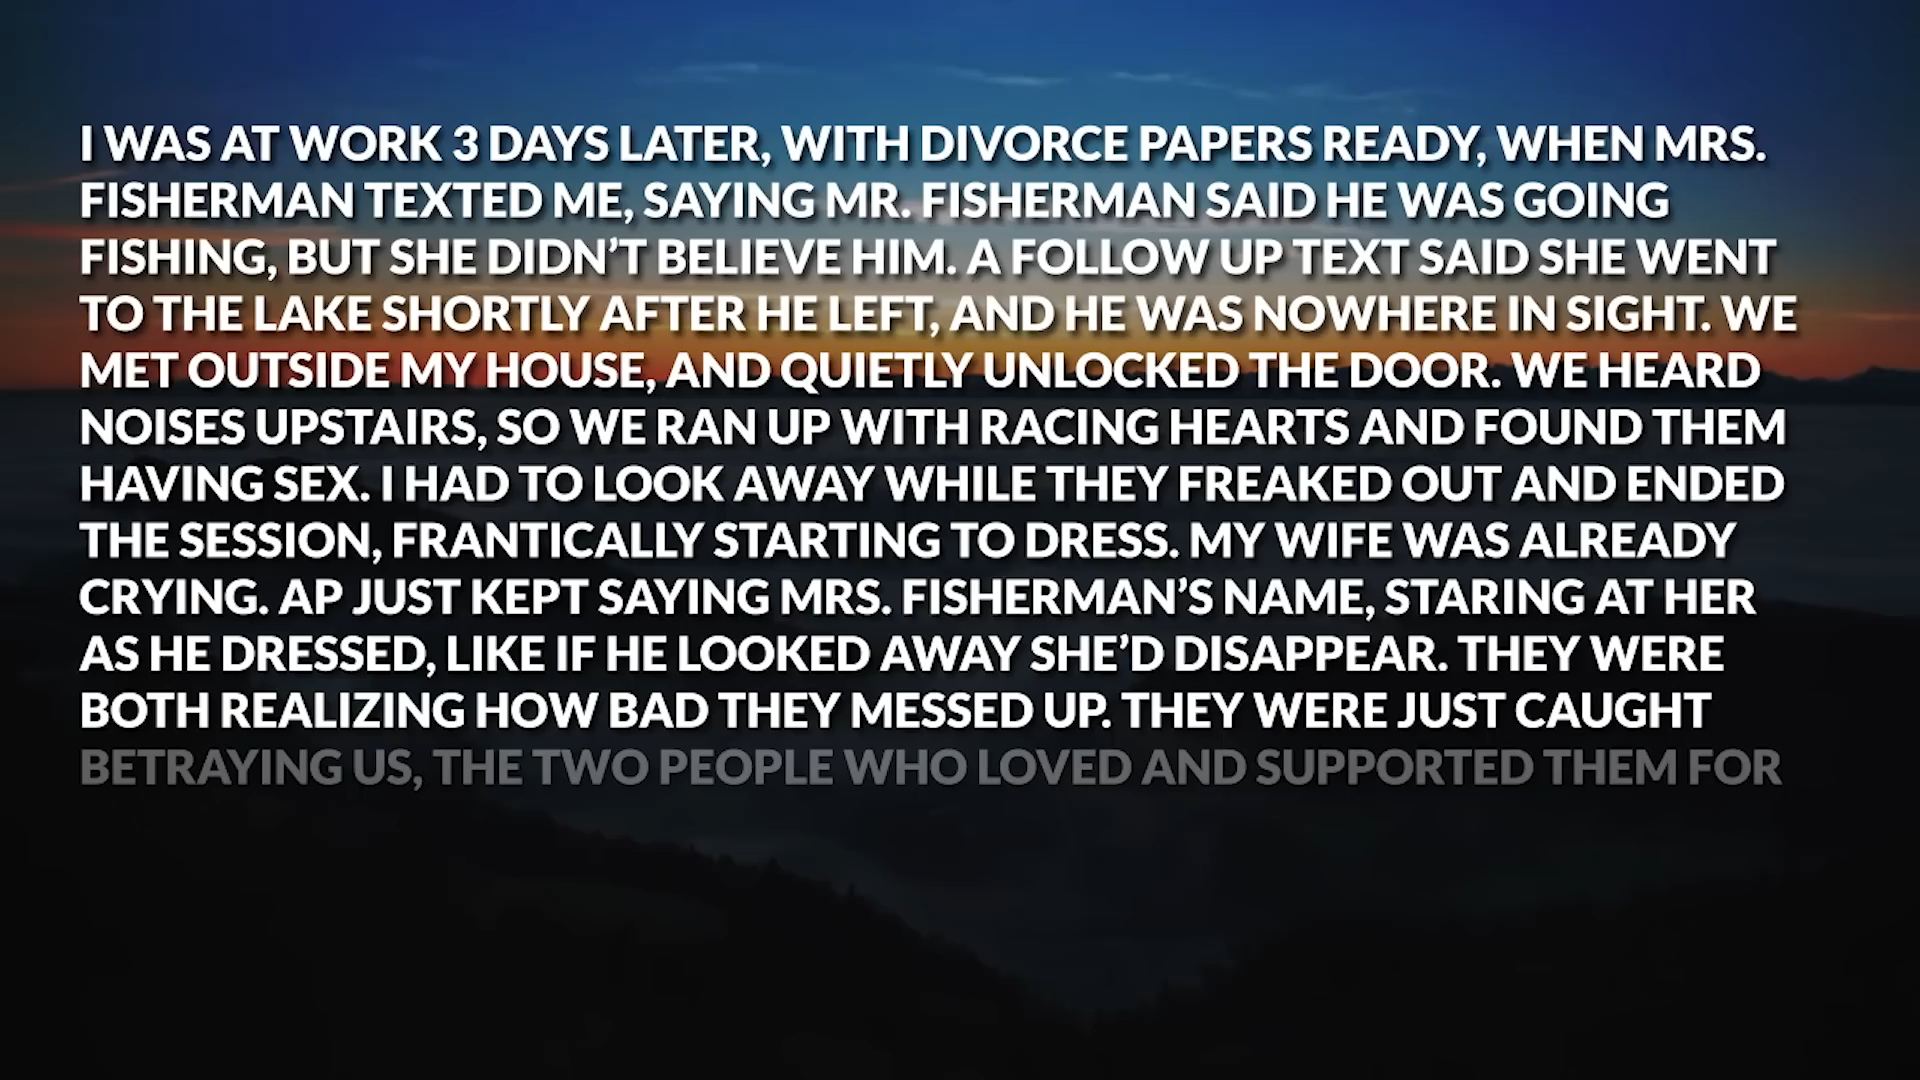 I WAS AT WORK 3 DAYS LATER, WITH DIVORCE PAPERS READY, WHEN MRS.
FISHERMAN TEXTED ME, SAYING MR. FISHERMAN SAID HE WAS GOING
FISHING, BUT SHE DIDN’T BELIEVE HIM. A FOLLOW UP TEXT SAID SHE WENT
TO THE LAKE SHORTLY AFTER HE LEFT, AND HE WAS NOWHERE IN SIGHT. WE
MET OUTSIDE MY HOUSE, AND QUIETLY UNLOCKED THE DOOR. WE HEARD
NOISES UPSTAIRS, SO WE RAN UP WITH RACING HEARTS AND FOUND THEM
HAVING SEX. I HAD TO LOOK AWAY WHILE THEY FREAKED OUT AND ENDED
THE SESSION, FRANTICALLY STARTING TO DRESS. MY WIFE WAS ALREADY
CRYING. AP JUST KEPT SAYING MRS. FISHERMAN’S NAME, STARING AT HER
AS HE DRESSED, LIKE IF HE LOOKED AWAY SHE’D DISAPPEAR. THEY WERE
BOTH REALIZING HOW BAD THEY MESSED UP. THEY WERE JUST CAUGHT
BETRAYING US, THE TWO PEOPLE WHO LOVED AND SUPPORTED THEM FOR